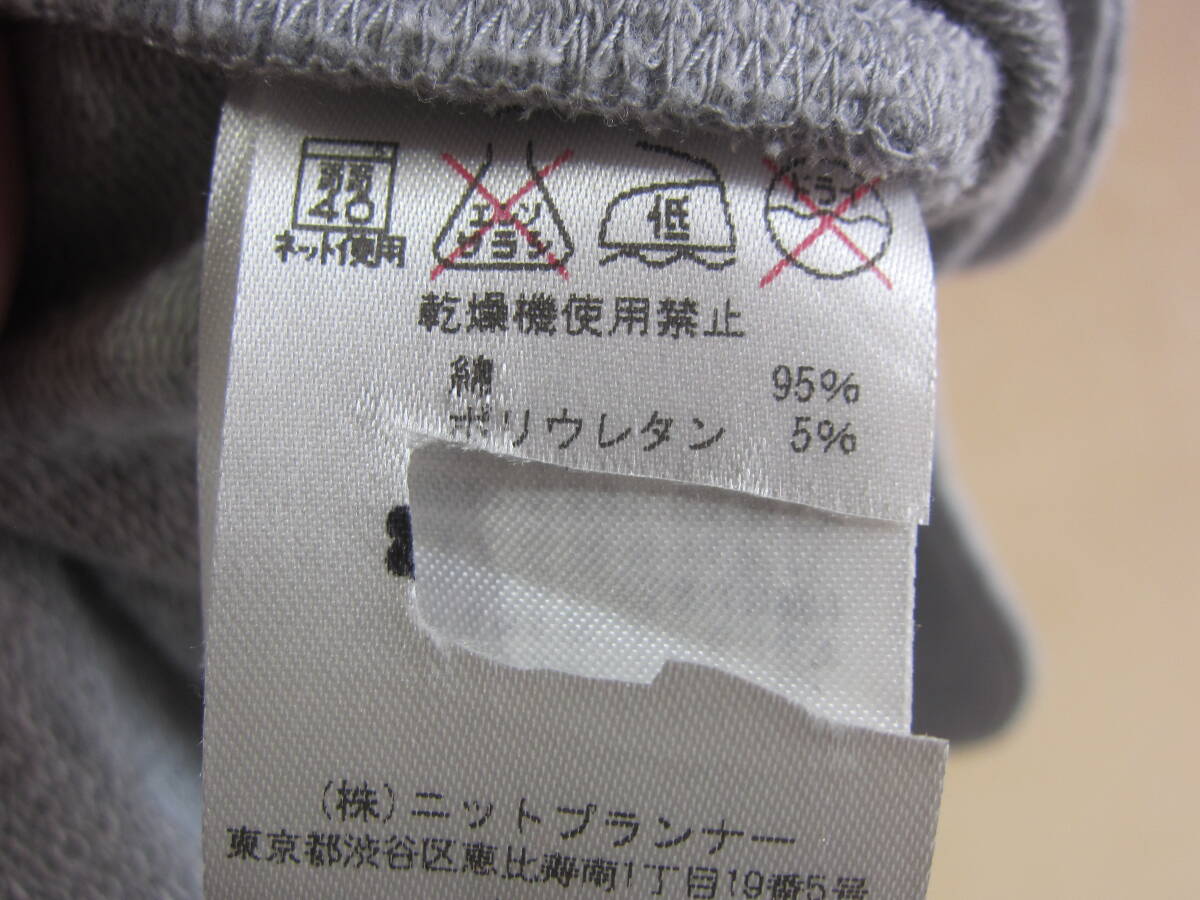 弱
40
ネット使用
エンソ
フラシ
低
ドライ
乾燥機使用禁止
綿 95%
ポリウレタン 5%
(株)ニットプランナー
東京都渋谷区恵比寿南1丁目19番5号